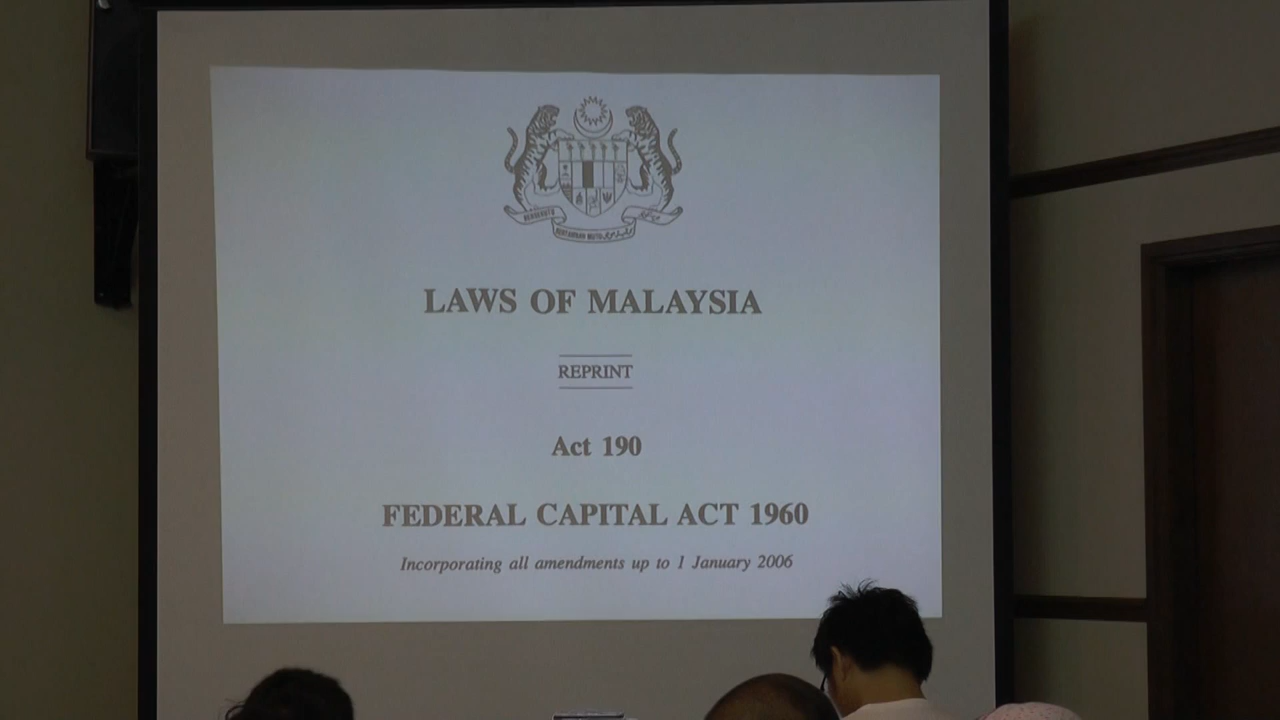 LAWS OF MALAYSIA
REPRINT
Act 190
FEDERAL CAPITAL ACT 1960
Incorporating all amendments up to 1 January 2006